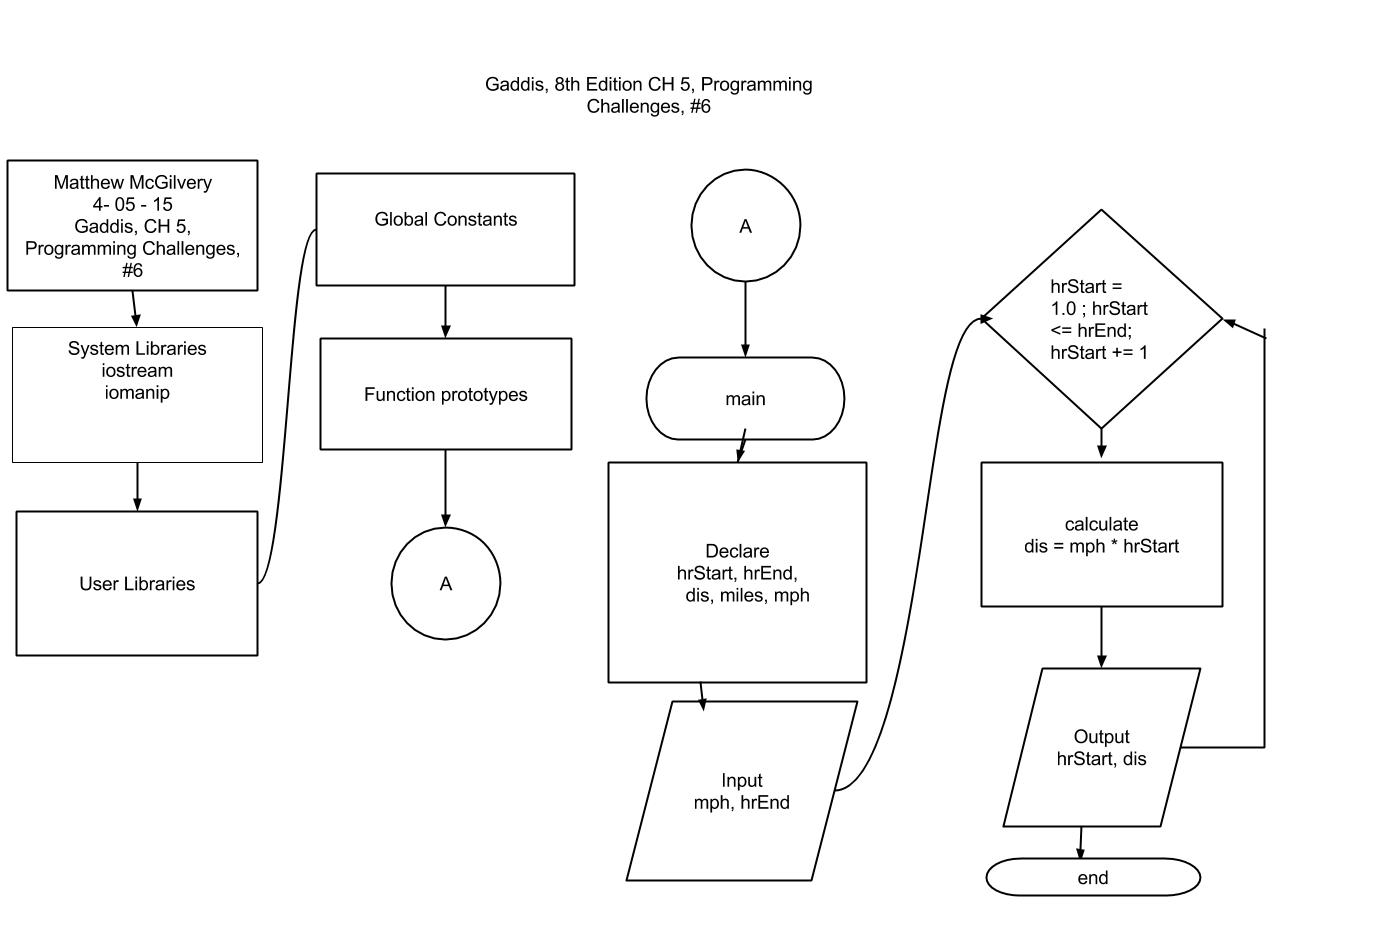 Gaddis, 8th Edition CH 5, Programming
Challenges, #6
Matthew McGilvery
4- 05 - 15
Gaddis, CH 5,
Programming Challenges,
#6
System Libraries
iostream
iomanip
User Libraries
Global Constants
Function prototypes
A
A
main
Declare
hrStart, hrEnd,
dis, miles, mph
Input
mph, hrEnd
hrStart =
1.0 ; hrStart
<= hrEnd;
hrStart += 1
calculate
dis = mph * hrStart
Output
hrStart, dis
end